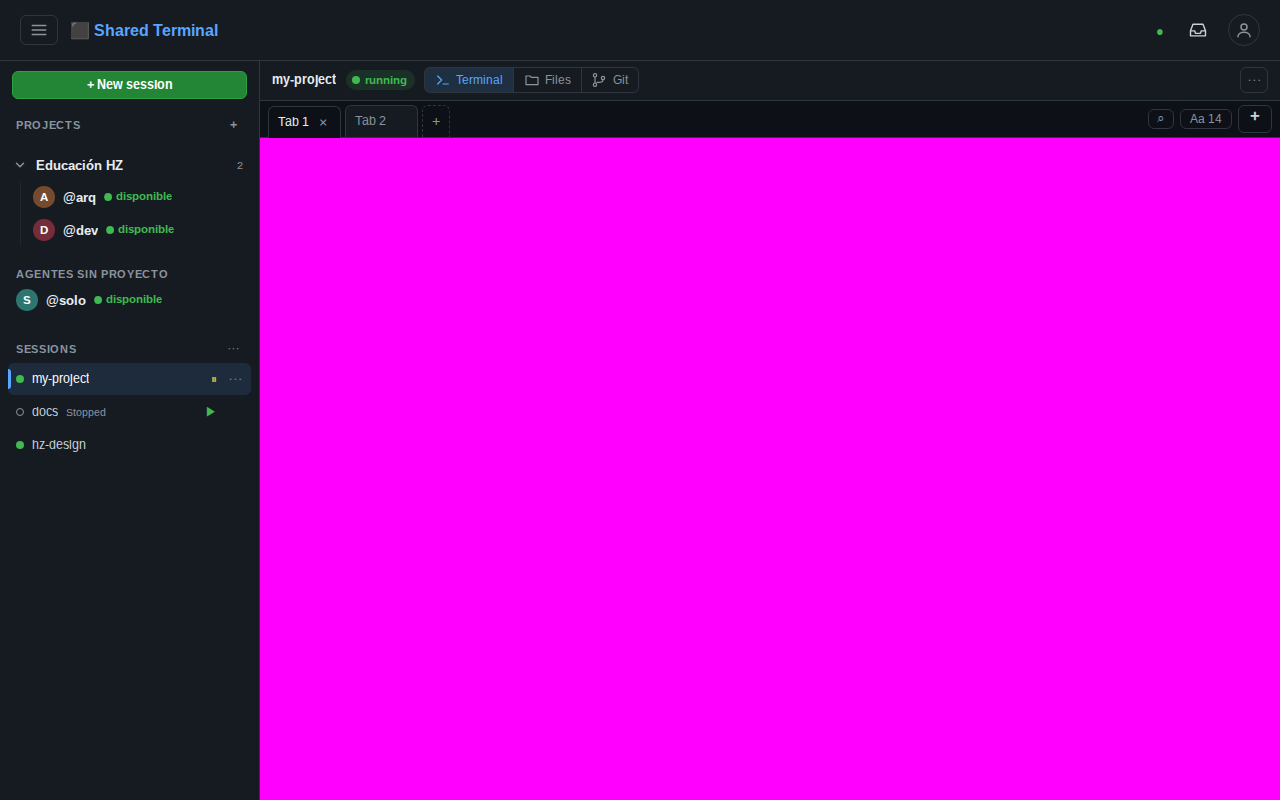 Shared Terminal
+ New session
PROJECTS +
Educación HZ 2
A @arq disponible
D @dev disponible
AGENTES SIN PROYECTO
S @solo disponible
SESSIONS ...
my-project ...
docs Stopped
hz-design
my-project running Terminal Files Git ...
Tab 1 × Tab 2 + Aa 14 +